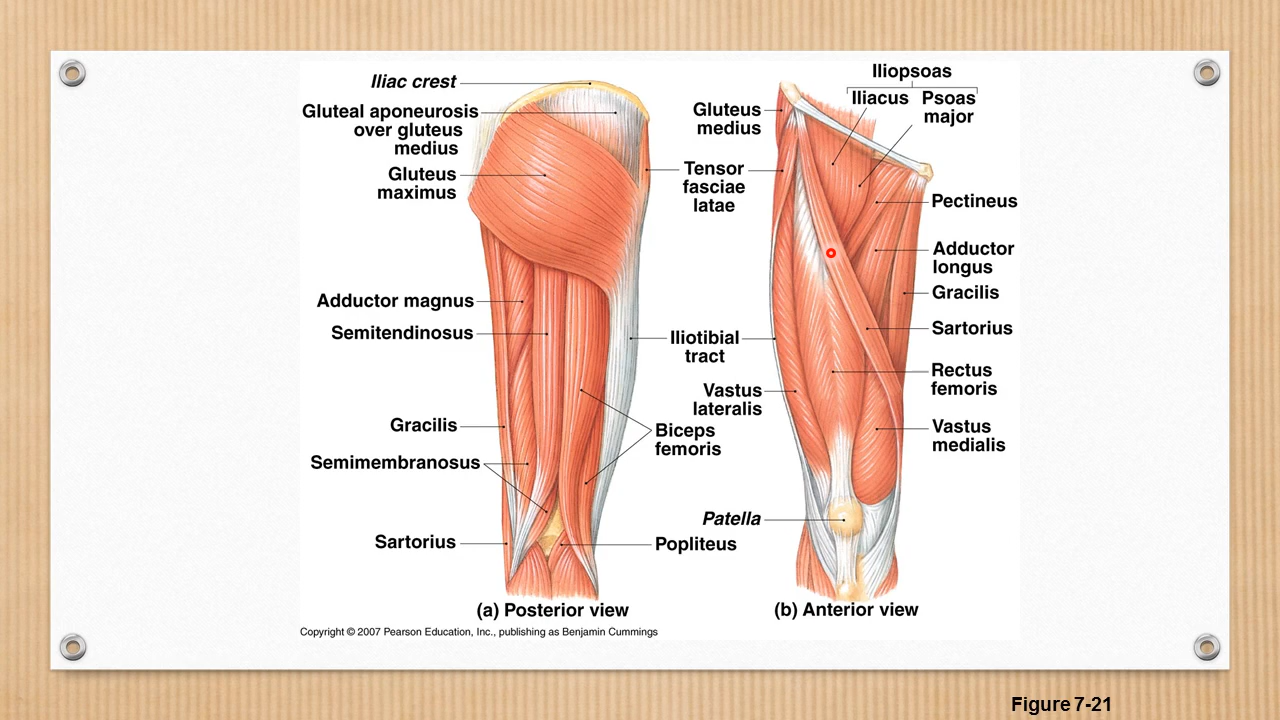 Iliac crest
Gluteal aponeurosis
over gluteus
medius
Gluteus
maximus
Adductor magnus
Semitendinosus
Gracilis
Semimembranosus
Sartorius
Biceps
femoris
Popliteus
(a) Posterior view
Iliopsoas
Iliacus
Psoas
major
Gluteus
medius
Tensor
fasciae
latae
Iliotibial
tract
Vastus
lateralis
Patella
Pectineus
Adductor
longus
Gracilis
Sartorius
Rectus
femoris
Vastus
medialis
(b) Anterior view
Copyright © 2007 Pearson Education, Inc., publishing as Benjamin Cummings
Figure 7-21